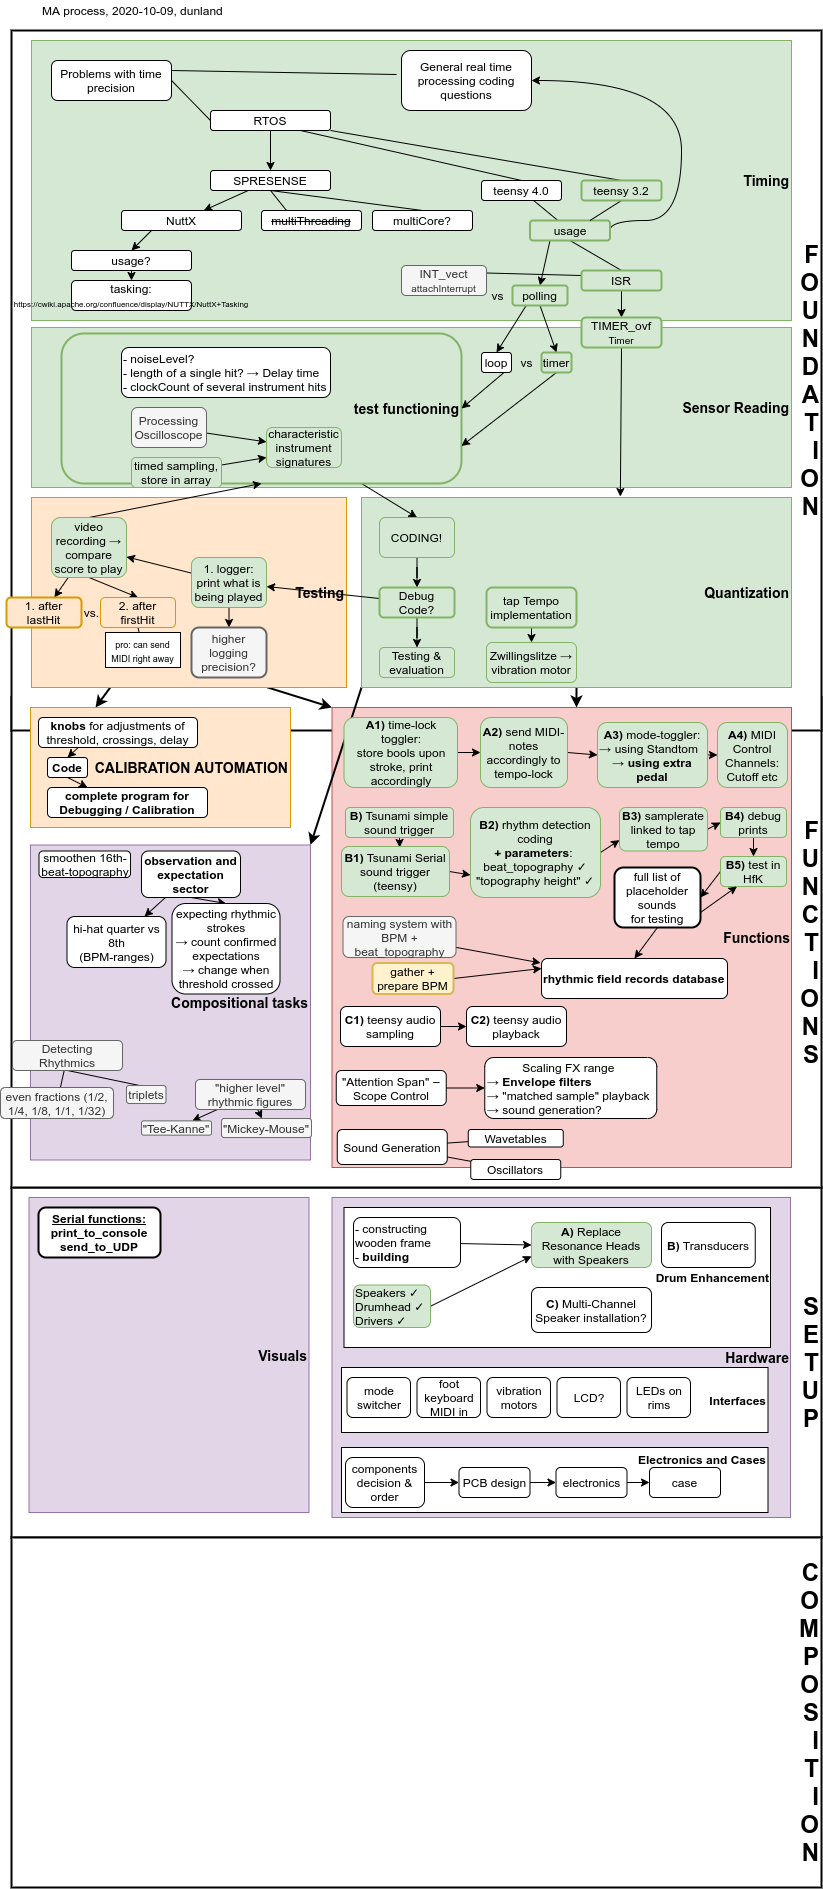 MA process, 2020-10-09, dunland
FOUNDATION
Problems with time
precision
General real time
processing coding
questions
RTOS
SPRESENSE
teensy 4.0
teensy 3.2
Timing
NuttX
multiThreading
multiCore?
usage
usage?
INT_vect
attachInterrupt
ISR
tasking:
https://cwiki.apache.org/confluence/display/NUTTX/NuttX+Tasking
vs
polling
TIMER_ovf
Timer
- noiseLevel?
- length of a single hit? → Delay time
- clockCount of several instrument hits
loop
vs
timer
test functioning
Sensor Reading
Processing
Oscilloscope
characteristic
instrument
signatures
timed sampling,
store in array
video
recording →
compare
score to play
1. logger:
print what is
being played
Testing
1. after
lastHit
vs.
2. after
firstHit
pro: can send
MIDI right away
higher
logging
precision?
CODING!
Debug
Code?
Testing &
evaluation
tap Tempo
implementation
Zwillingslitze →
vibration motor
Quantization
FUNCTIONS
knobs for adjustments of
threshold, crossings, delay
Code
CALIBRATION AUTOMATION
complete program for
Debugging / Calibration
A1) time-lock
toggler:
store bools upon
stroke, print
accordingly
A2) send MIDI-
notes
accordingly to
tempo-lock
A3) mode-toggler:
→ using Standtom
→ using extra
pedal
A4) MIDI
Control
Channels:
Cutoff etc
B) Tsunami simple
sound trigger
B1) Tsunami Serial
sound trigger
(teensy)
B2) rhythm detection
coding
+ parameters:
beat_topography ✓
"topography height" ✓
B3) samplerate
linked to tap
tempo
B4) debug
prints
B5) test in
HfK
full list of
placeholder
sounds
for testing
Functions
naming system with
BPM +
beat_topography
gather +
prepare BPM
rhythmic field records database
C1) teensy audio
sampling
C2) teensy audio
playback
"Attention Span" –
Scope Control
Scaling FX range
→ Envelope filters
→ "matched sample" playback
→ sound generation?
Sound Generation
Wavetables
Oscillators
smoothen 16th-
beat-topography
observation and
expectation
sector
hi-hat quarter vs
8th
(BPM-ranges)
expecting rhythmic
strokes
→ count confirmed
expectations
→ change when
threshold crossed
Compositional tasks
Detecting
Rhythmics
even fractions (1/2,
1/4, 1/8, 1/1, 1/32)
triplets
"higher level"
rhythmic figures
"Tee-Kanne"
"Mickey-Mouse"
SETUP
Serial functions:
print_to_console
send_to_UDP
Visuals
- constructing
wooden frame
- building
Speakers ✓
Drumhead ✓
Drivers ✓
A) Replace
Resonance Heads
with Speakers
B) Transducers
Drum Enhancement
C) Multi-Channel
Speaker installation?
Hardware
mode
switcher
foot
keyboard
MIDI in
vibration
motors
LCD?
LEDs on
rims
Interfaces
Electronics and Cases
components
decision &
order
PCB design
electronics
case
COMPOSITION